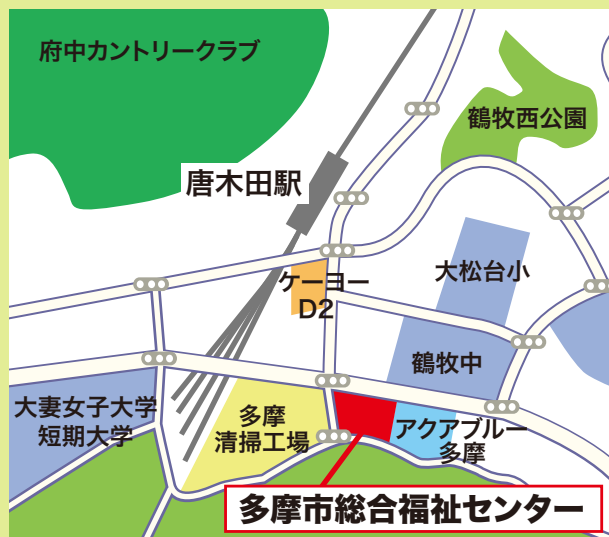 府中カントリークラブ
鶴牧西公園
唐木田駅
大松台小
ケーヨー
D2
鶴牧中
大妻女子大学
短期大学
多摩
清掃工場
アクアブルー
多摩
多摩市総合福祉センター